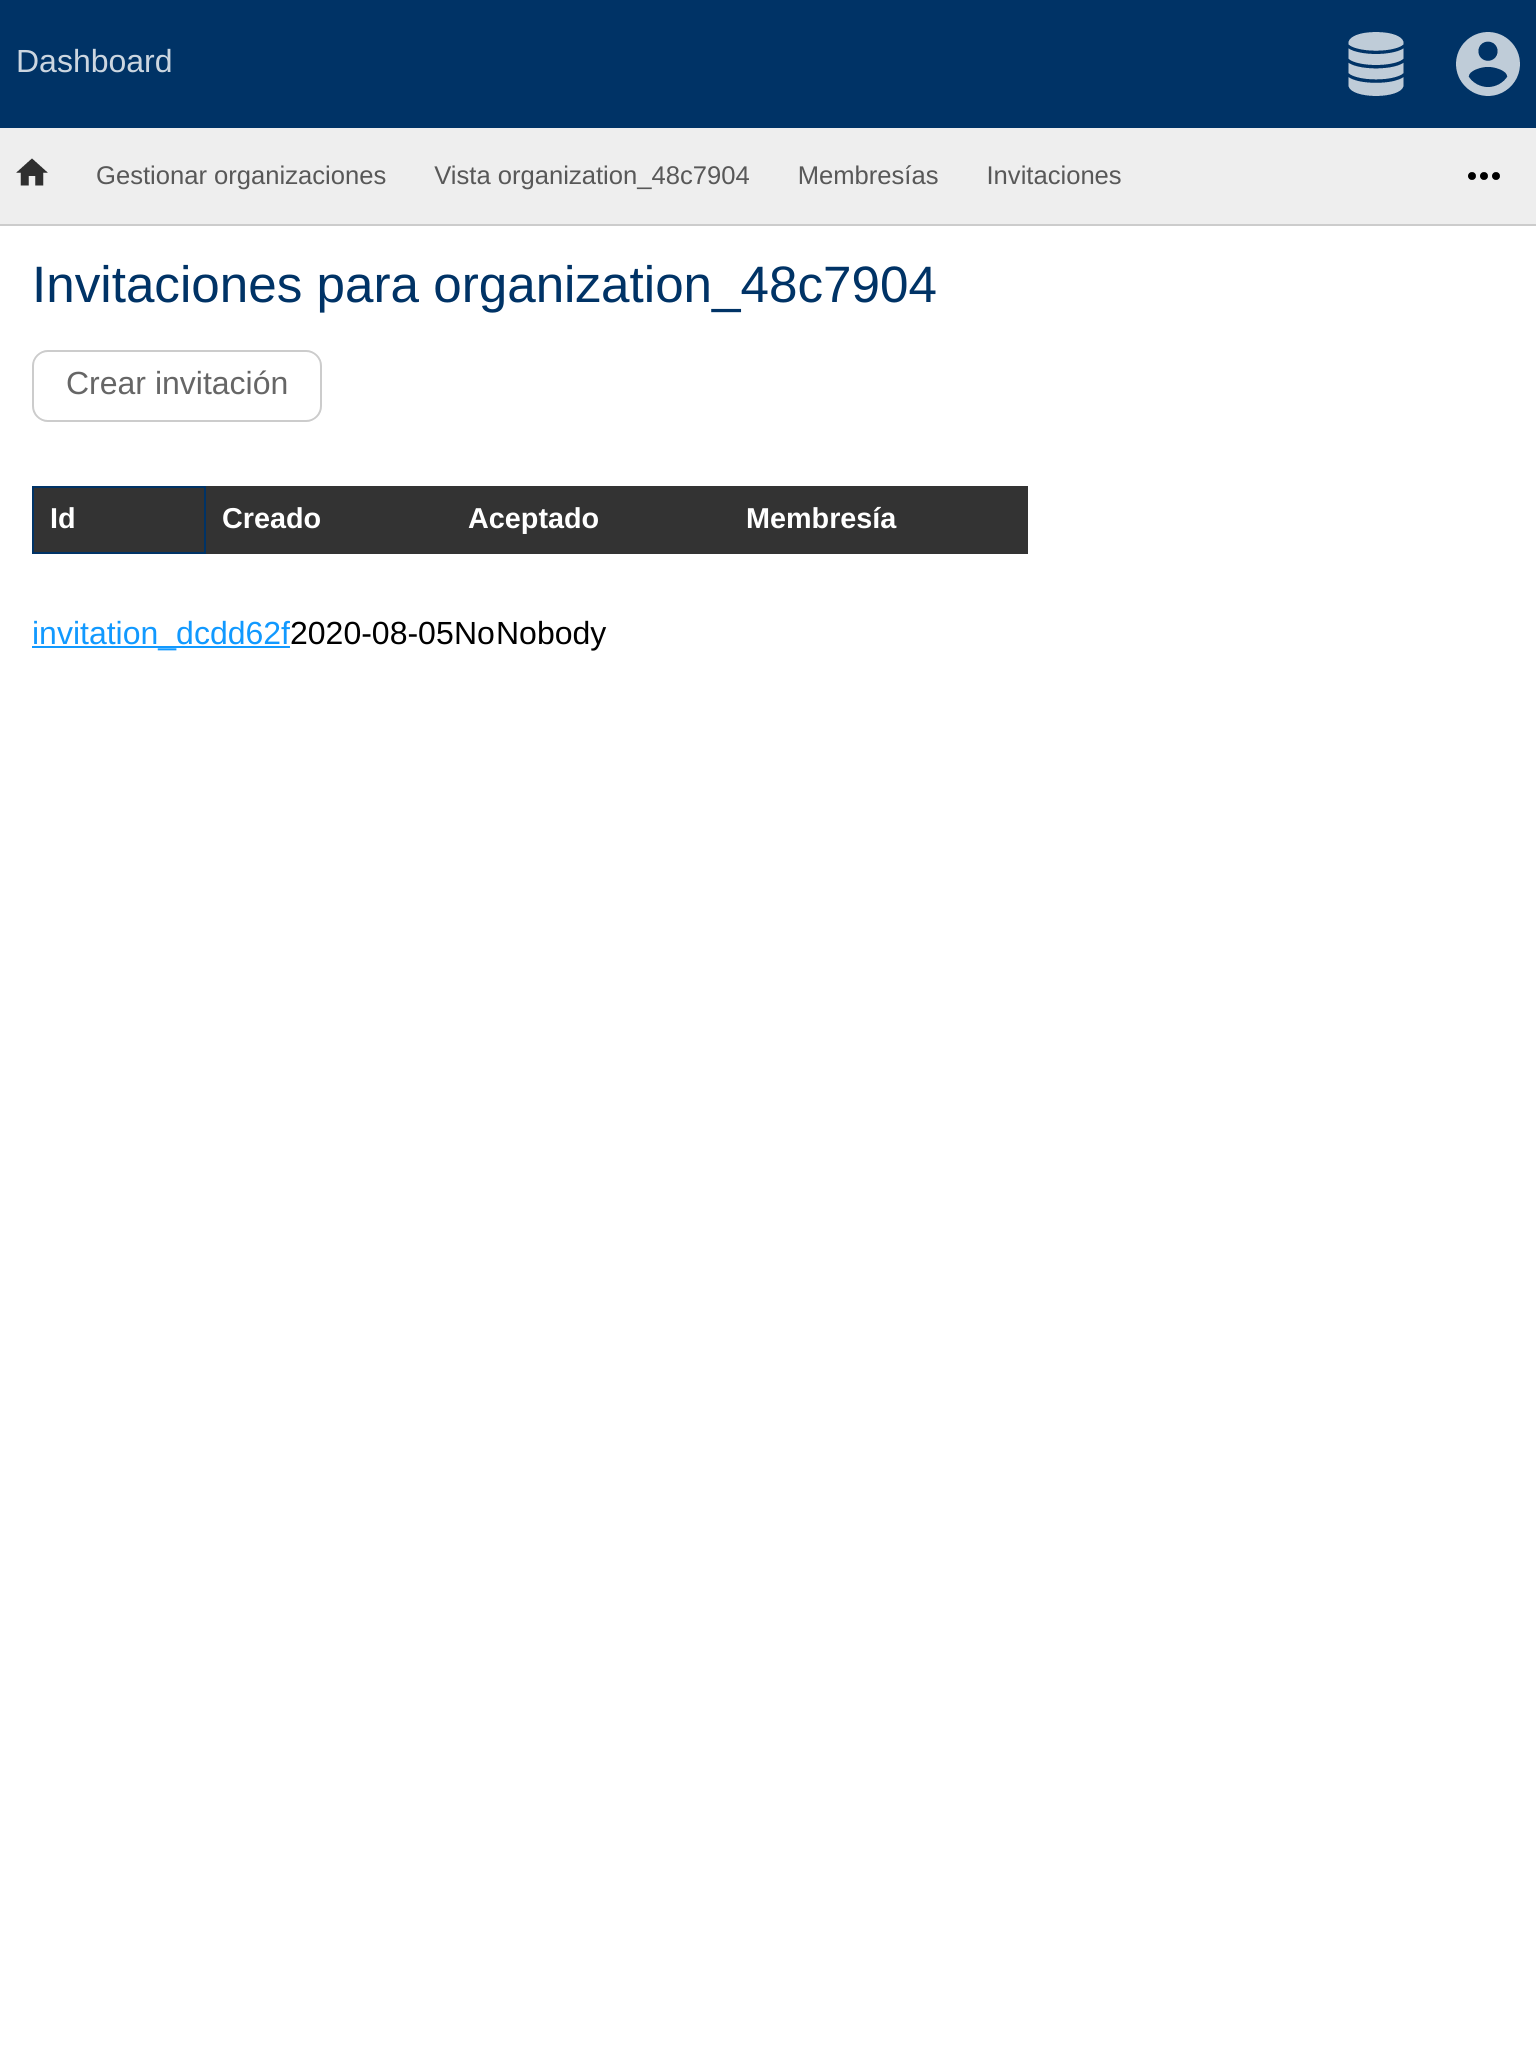 Dashboard
Gestionar organizaciones Vista organization_48c7904 Membresías Invitaciones
Invitaciones para organization_48c7904
Crear invitación
Id Creado Aceptado Membresía
invitation_dcdd62f2020-08-05NoNobody